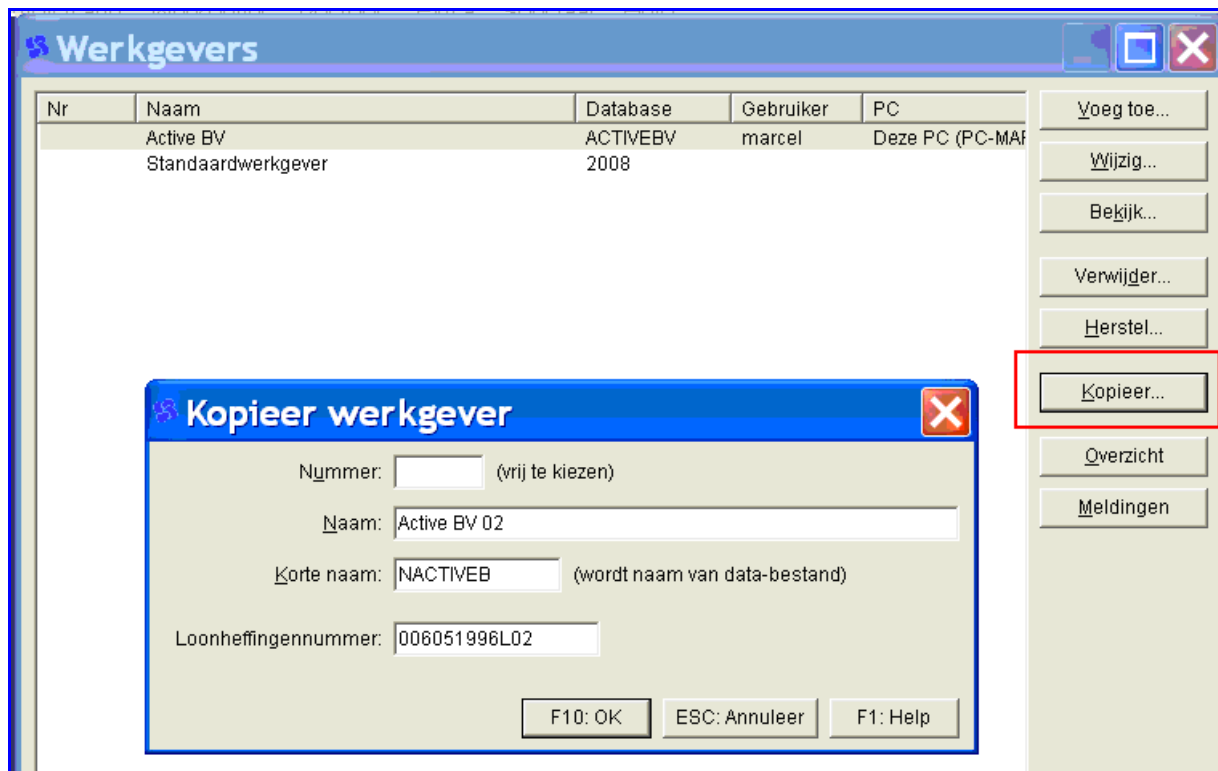 Werkgevers
Nr Naam Database Gebruiker PC
Active BV ACTIVEBV marcel Deze PC (PC-MAR
Standaardwerkgever 2008
Voeg toe...
Wijzig...
Bekijk...
Verwijder...
Herstel...
Kopieer...
Overzicht
Meldingen
Kopieer werkgever
Nummer: (vrij te kiezen)
Naam: Active BV 02
Korte naam: NACTIVEB (wordt naam van data-bestand)
Loonheffingennummer: 006051996L02
F10: OK ESC: Annuleer F1: Help